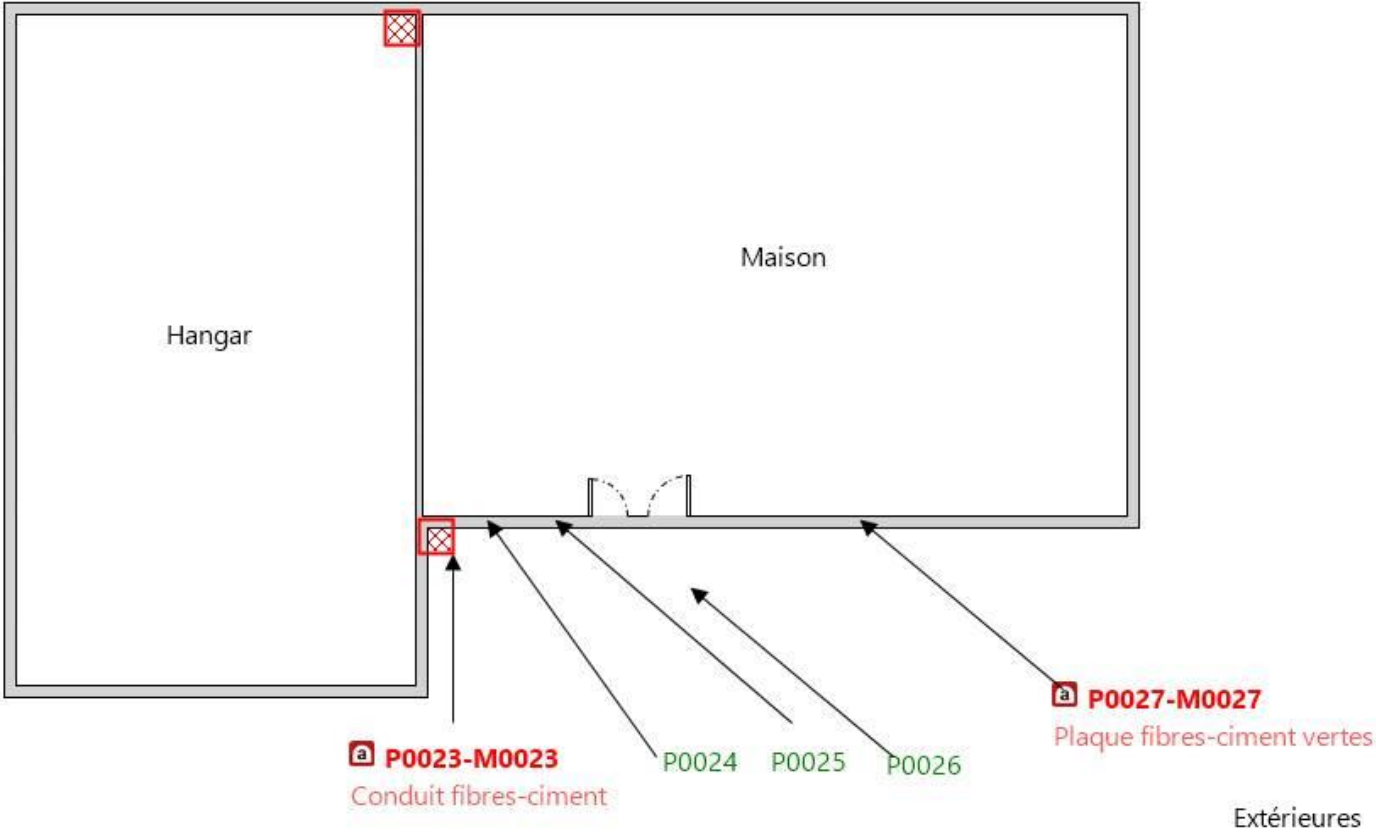 Maison
Hangar
a P0027-M0027
Plaque fibres-ciment vertes
a P0023-M0023
Conduit fibres-ciment
P0024 P0025 P0026
Extérieures